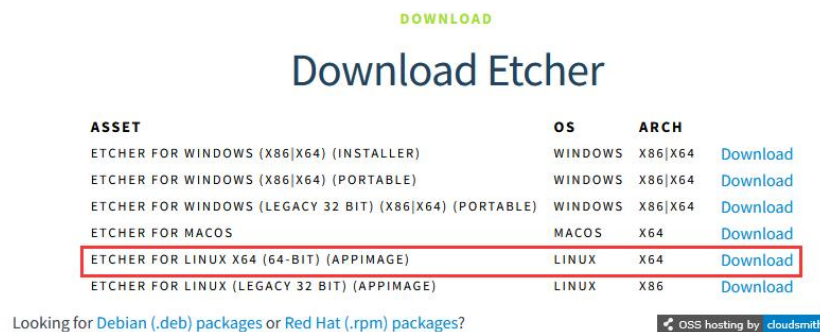 DOWNLOAD
Download Etcher
ASSET OS ARCH
ETCHER FOR WINDOWS (X86|X64) (INSTALLER) WINDOWS X86|X64 Download
ETCHER FOR WINDOWS (X86|X64) (PORTABLE) WINDOWS X86|X64 Download
ETCHER FOR WINDOWS (LEGACY 32 BIT) (X86|X64) (PORTABLE) WINDOWS X86|X64 Download
ETCHER FOR MACOS MACOS X64 Download
ETCHER FOR LINUX X64 (64-BIT) (APPIMAGE) LINUX X64 Download
ETCHER FOR LINUX (LEGACY 32 BIT) (APPIMAGE) LINUX X86 Download
Looking for Debian (.deb) packages or Red Hat (.rpm) packages? OSS hosting by cloudsmith